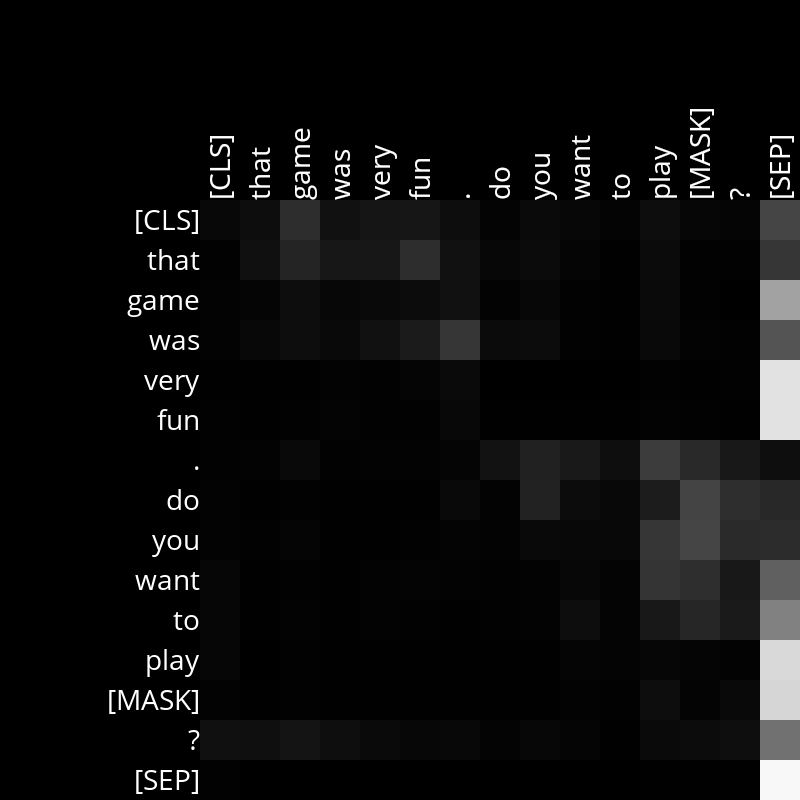 [CLS] that game was very fun . do you want to play [MASK] ? [SEP]
[CLS]
that
game
was
very
fun
.
do
you
want
to
play
[MASK]
?
[SEP]